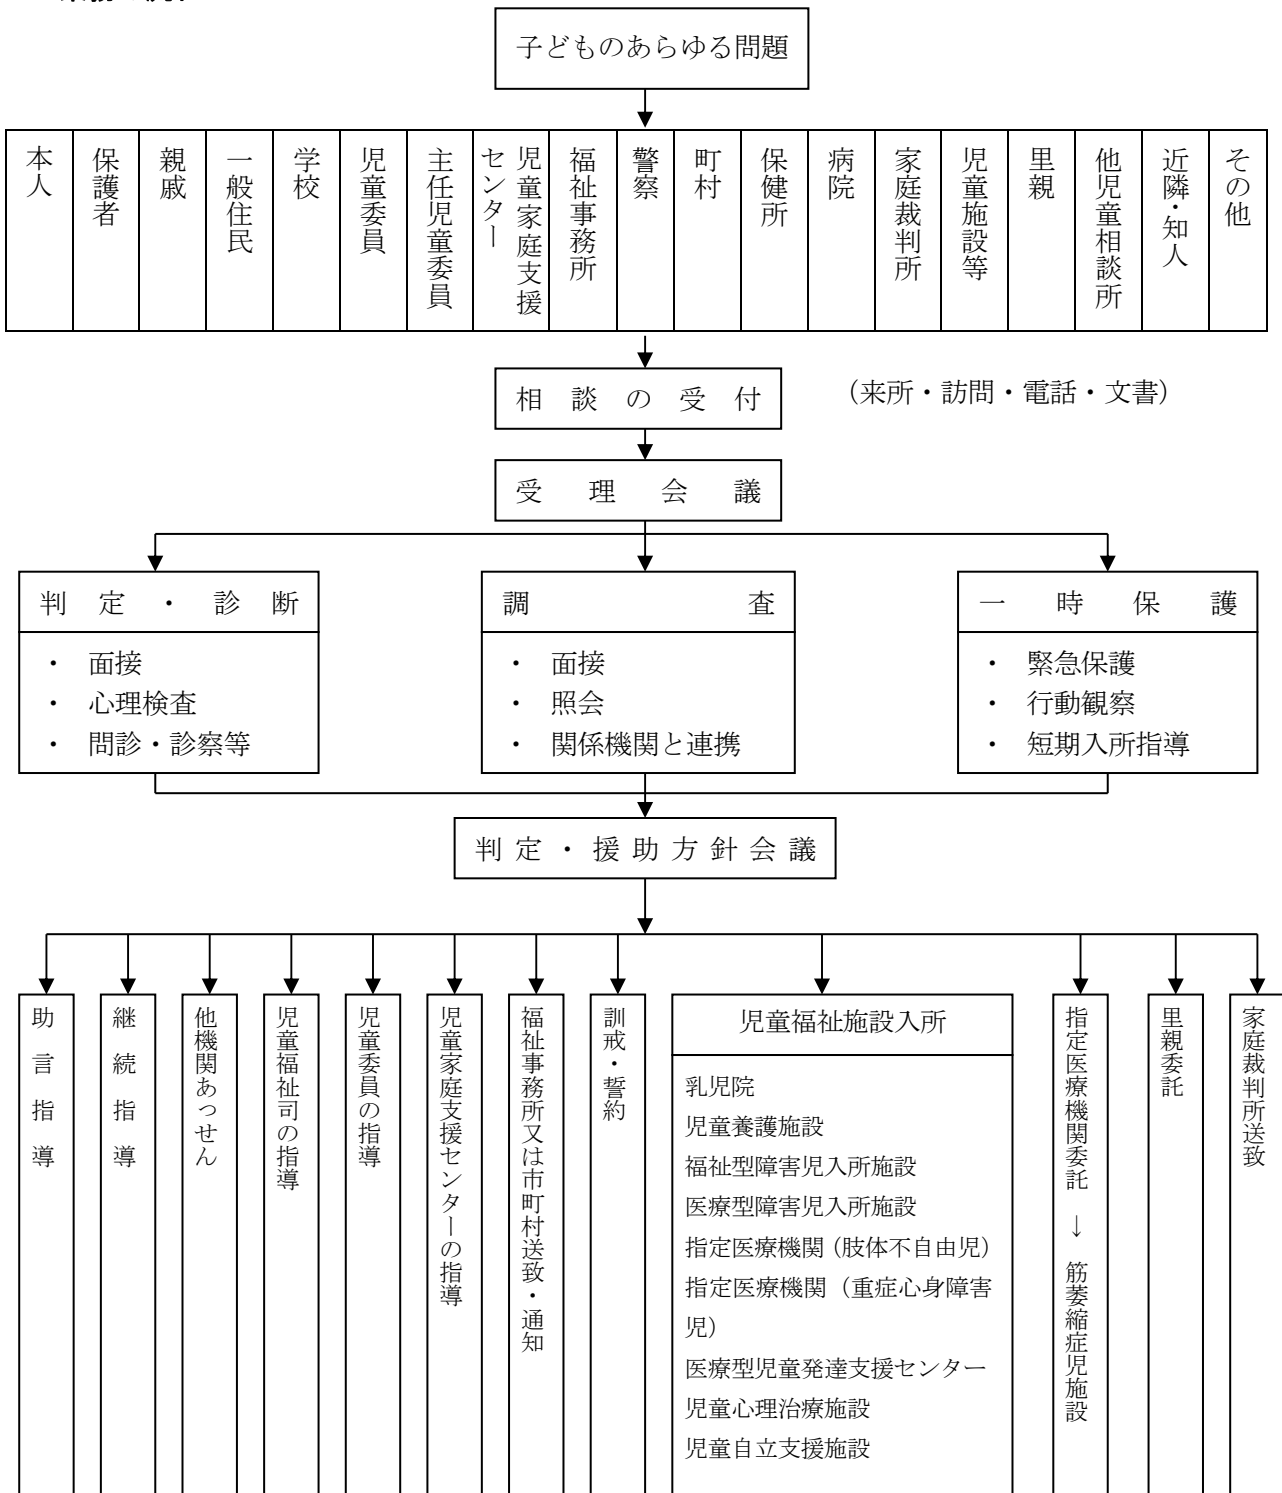 子どものあらゆる問題
本人
保護者
親戚
一般住民
学校
児童委員
主任児童委員
児童家庭支援
センター
福祉事務所
警察
町村
保健所
病院
家庭裁判所
児童施設等
里親
他児童相談所
近隣・知人
その他
相談の受付
（来所・訪問・電話・文書）
受理会議
判定・診断
・ 面接
・ 心理検査
・ 問診・診察等
調査
・ 面接
・ 照会
・ 関係機関と連携
一時保護
・ 緊急保護
・ 行動観察
・ 短期入所指導
判定・援助方針会議
助言指導
継続指導
他機関あっせん
児童福祉司の指導
児童委員の指導
児童家庭支援センターの指導
福祉事務所又は市町村送致・通知
訓戒・誓約
児童福祉施設入所
乳児院
児童養護施設
福祉型障害児入所施設
医療型障害児入所施設
指定医療機関（肢体不自由児）
指定医療機関（重症心身障害
児）
医療型児童発達支援センター
児童心理治療施設
児童自立支援施設
指定医療機関委託 → 筋萎縮症児施設
里親委託
家庭裁判所送致